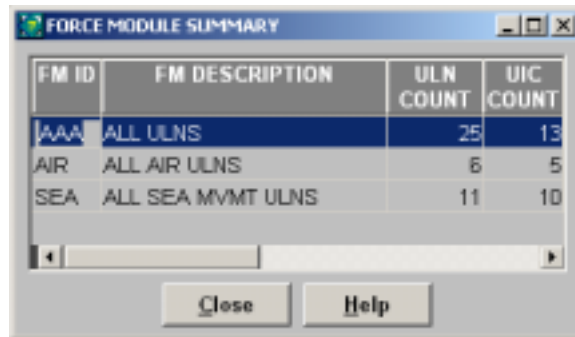 FORCE MODULE SUMMARY
FM ID FM DESCRIPTION ULN COUNT UIC COUNT
AAA ALL ULNS 25 13
AIR ALL AIR ULNS 6 5
SEA ALL SEA MVMT ULNS 11 10
Close Help